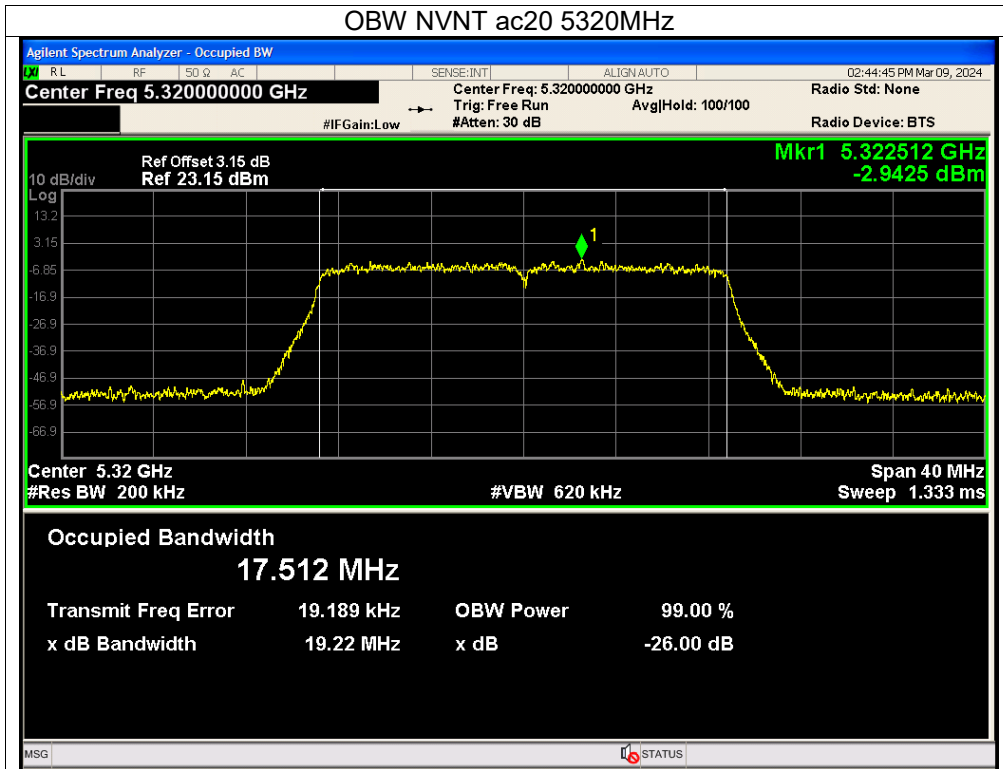 OBW NVNT ac20 5320MHz
Agilent Spectrum Analyzer - Occupied BW
LXI RL RF 50 Ω AC SENSE:INT ALIGN AUTO 02:44:45 PM Mar 09, 2024
Center Freq 5.320000000 GHz Center Freq: 5.320000000 GHz Radio Std: None
Trig: Free Run Avg|Hold: 100/100
#IFGain:Low #Atten: 30 dB Radio Device: BTS
Mkr1 5.322512 GHz
-2.9425 dBm
Ref Offset 3.15 dB
10 dB/div Ref 23.15 dBm
Log
13.2
3.15
-6.85
-16.9
-26.9
-36.9
-46.9
-56.9
-66.9
1
Center 5.32 GHz Span 40 MHz
#Res BW 200 kHz #VBW 620 kHz Sweep 1.333 ms
Occupied Bandwidth
17.512 MHz
Transmit Freq Error 19.189 kHz OBW Power 99.00 %
x dB Bandwidth 19.22 MHz x dB -26.00 dB
MSG STATUS